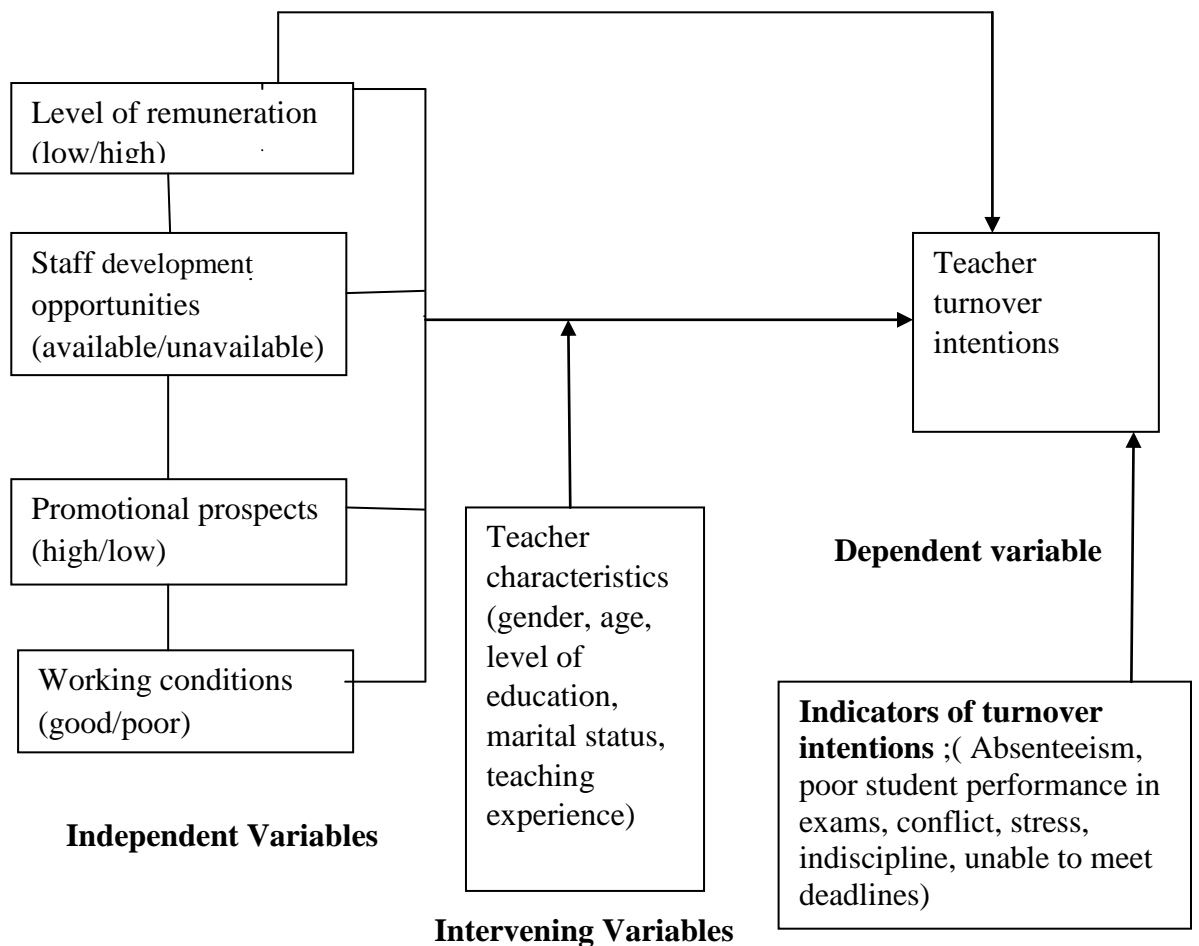 Level of remuneration
(low/high)
Staff development
opportunities
(available/unavailable)
Promotional prospects
(high/low)
Working conditions
(good/poor)
Independent Variables
Teacher
characteristics
(gender, age,
level of
education,
marital status,
teaching
experience)
Intervening Variables
Teacher
turnover
intentions
Dependent variable
Indicators of turnover
intentions ;( Absenteeism,
poor student performance in
exams, conflict, stress,
indiscipline, unable to meet
deadlines)